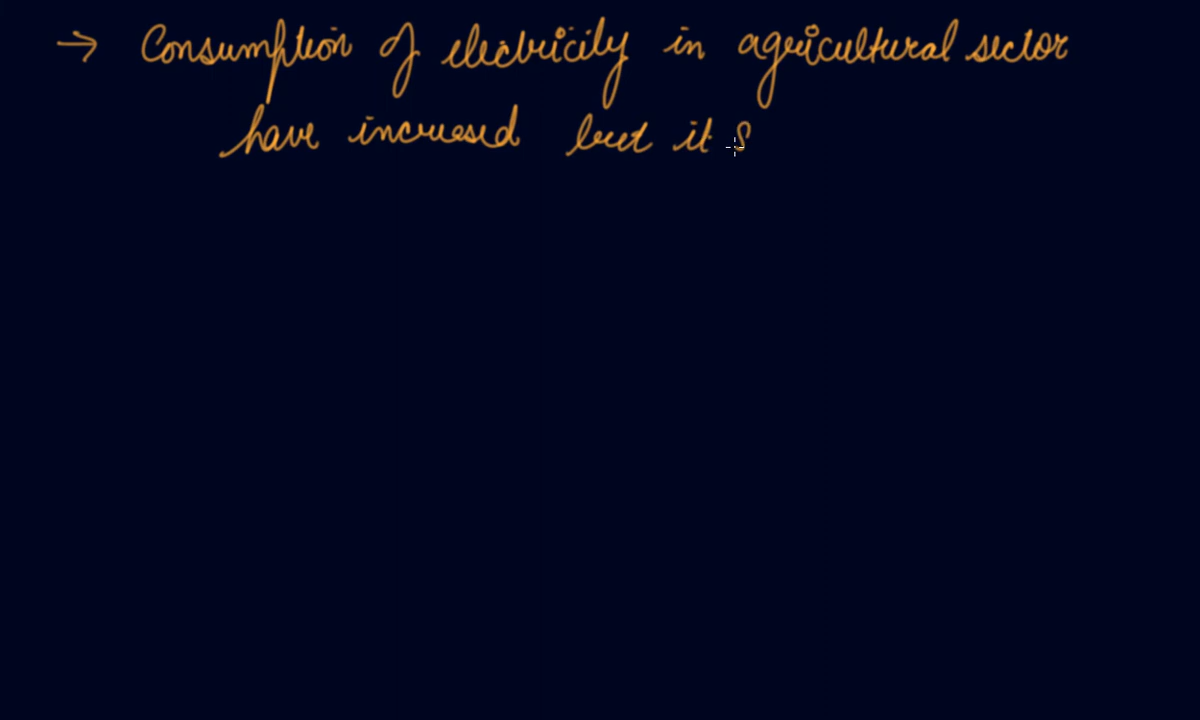 → Consumption of electricity in agricultural sector
have increased but it s